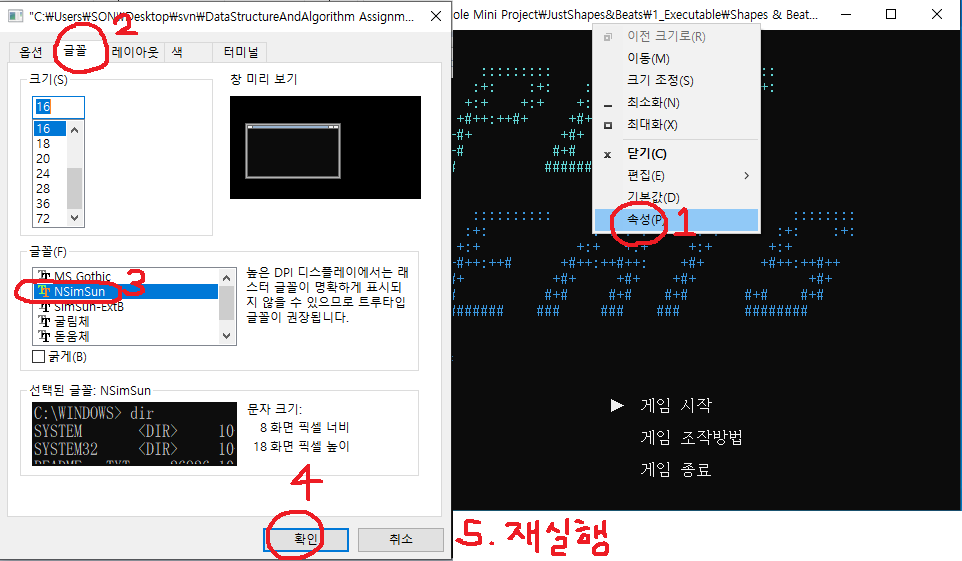 "C:\Users\SON\Desktop\svn\DataStructureAndAlgorithm Assignm...
2
옵션
글꼴
레이아웃
색
터미널
크기(S)
16
16
18
20
24
28
36
72
창 미리 보기
글꼴(F)
MS Gothic
NSimSun
3
SimSun-ExtB
굴림체
돋움체
굵게(B)
높은 DPI 디스플레이에서는 래
스터 글꼴이 명확하게 표시되
지 않을 수 있으므로 트루타입
글꼴이 권장됩니다.
선택된 글꼴: NSimSun
C:\WINDOWS> dir
SYSTEM <DIR> 10
SYSTEM32 <DIR> 10
문자 크기:
8 화면 픽셀 너비
18 화면 픽셀 높이
4
확인
취소
ole Mini Project\JustShapes&Beats\1_Executable\Shapes & Beat...
이전 크기로(R)
이동(M)
크기 조정(S)
최소화(N)
최대화(X)
닫기(C)
편집(E)
기본값(D)
속성(P)
1
▶ 게임 시작
게임 조작방법
게임 종료
5. 재실행